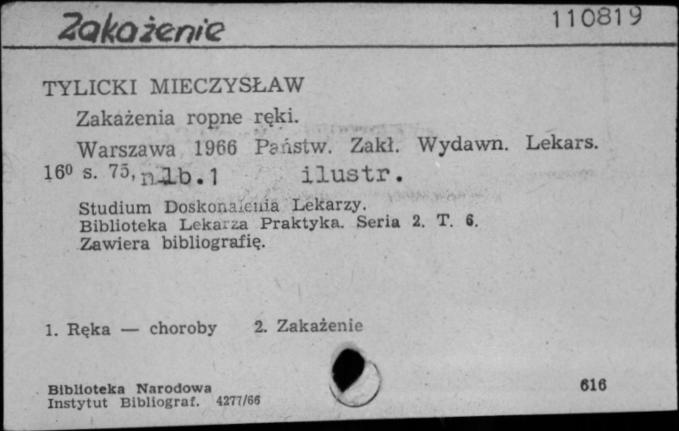 Zakażenie
110819
TYLICKI MIECZYSŁAW
Zakażenia ropne ręki.
Warszawa 1966 Państw. Zakł. Wydawn. Lekars.
16⁰ s. 75, nlb.1 ilustr.
Studium Doskonalenia Lekarzy.
Biblioteka Lekarza Praktyka. Seria 2. T. 6.
Zawiera bibliografię.
1. Ręka — choroby 2. Zakażenie
Biblioteka Narodowa
616
Instytut Bibliograf. 4277/66